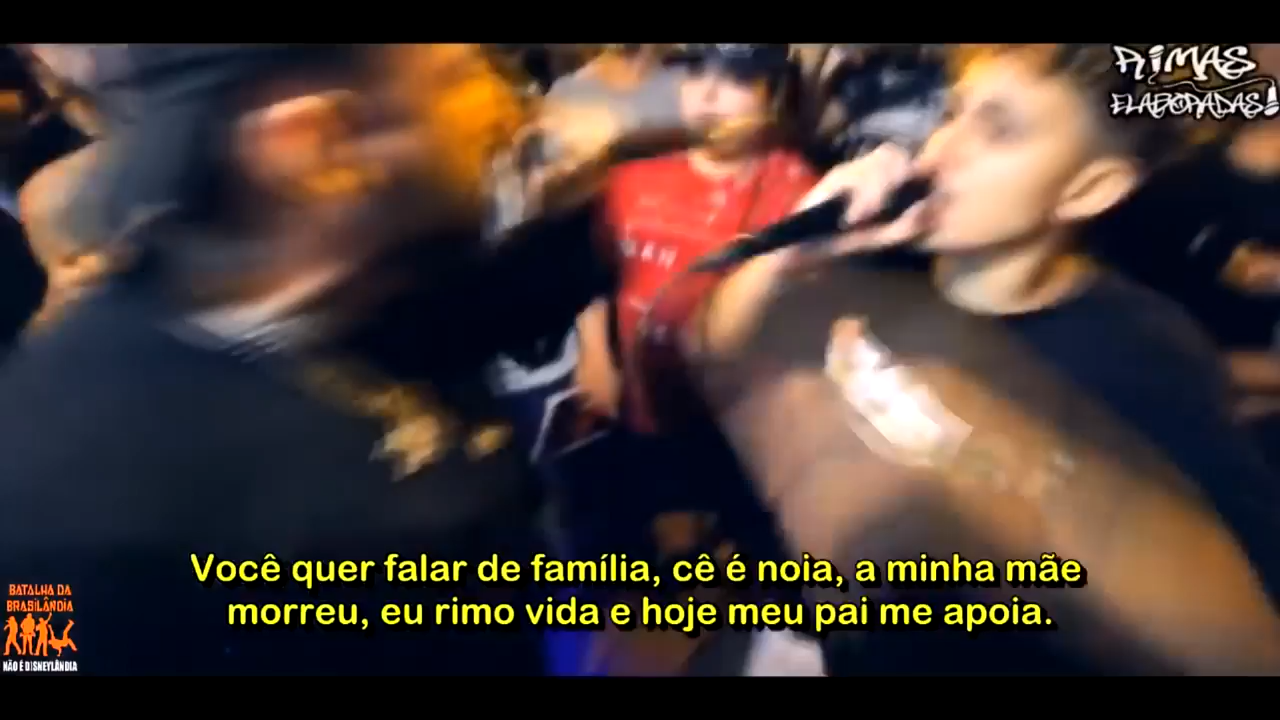 RIMAS
ELABORADAS!
Você quer falar de família, cê é noia, a minha mãe
morreu, eu rimo vida e hoje meu pai me apoia.
BATALHA DA
BRASILÂNDIA
NÃO É DISNEYLÂNDIA